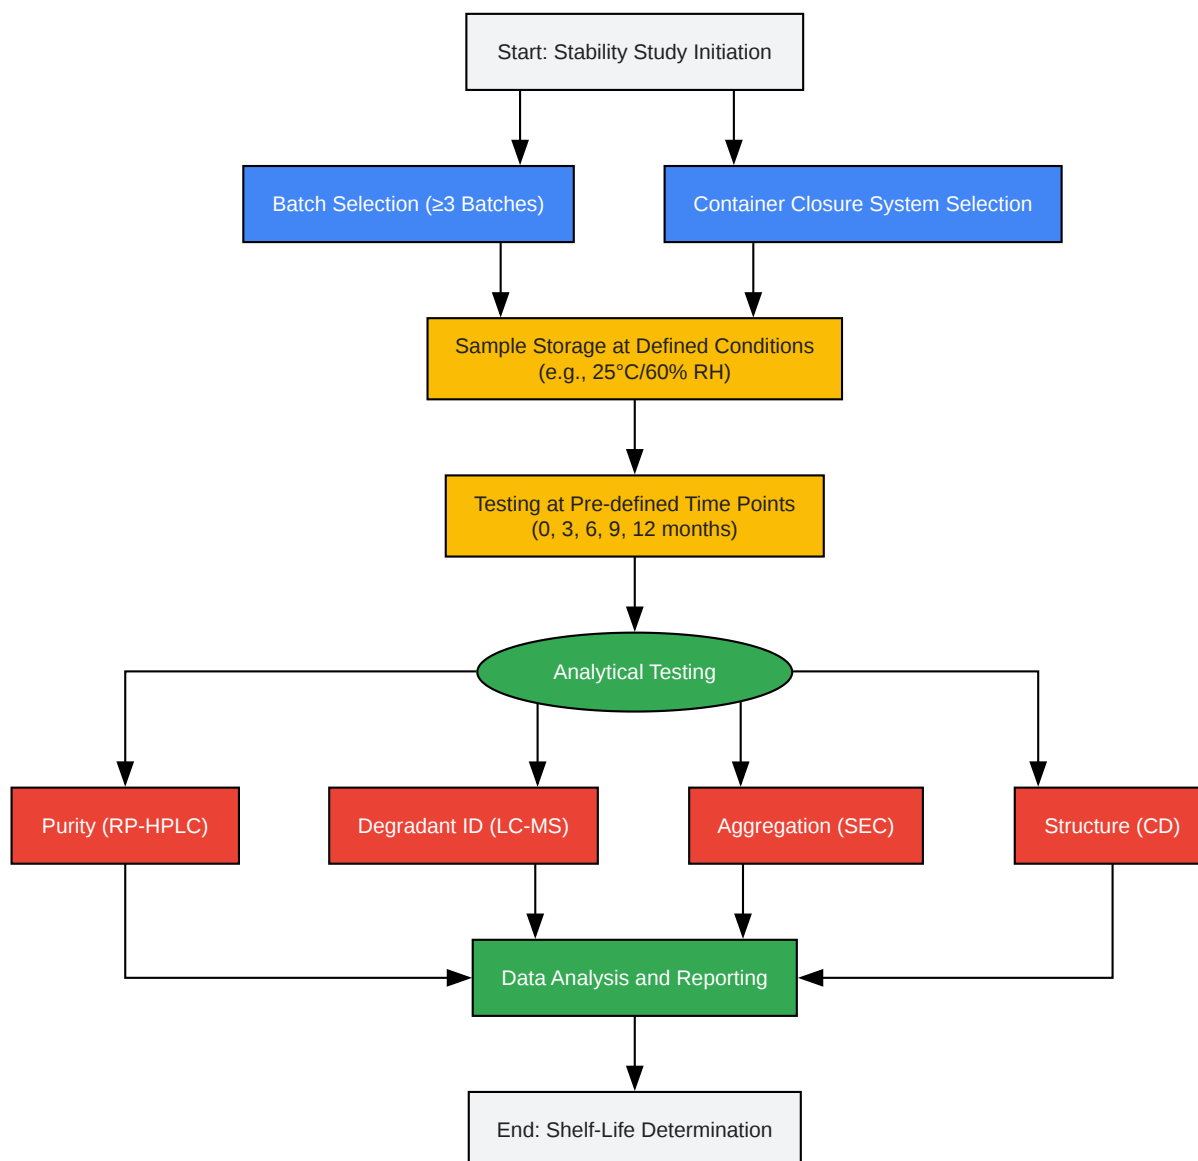 Start: Stability Study Initiation
Batch Selection (≥3 Batches)
Container Closure System Selection
Sample Storage at Defined Conditions
(e.g., 25°C/60% RH)
Testing at Pre-defined Time Points
(0, 3, 6, 9, 12 months)
Analytical Testing
Purity (RP-HPLC)
Degradant ID (LC-MS)
Aggregation (SEC)
Structure (CD)
Data Analysis and Reporting
End: Shelf-Life Determination